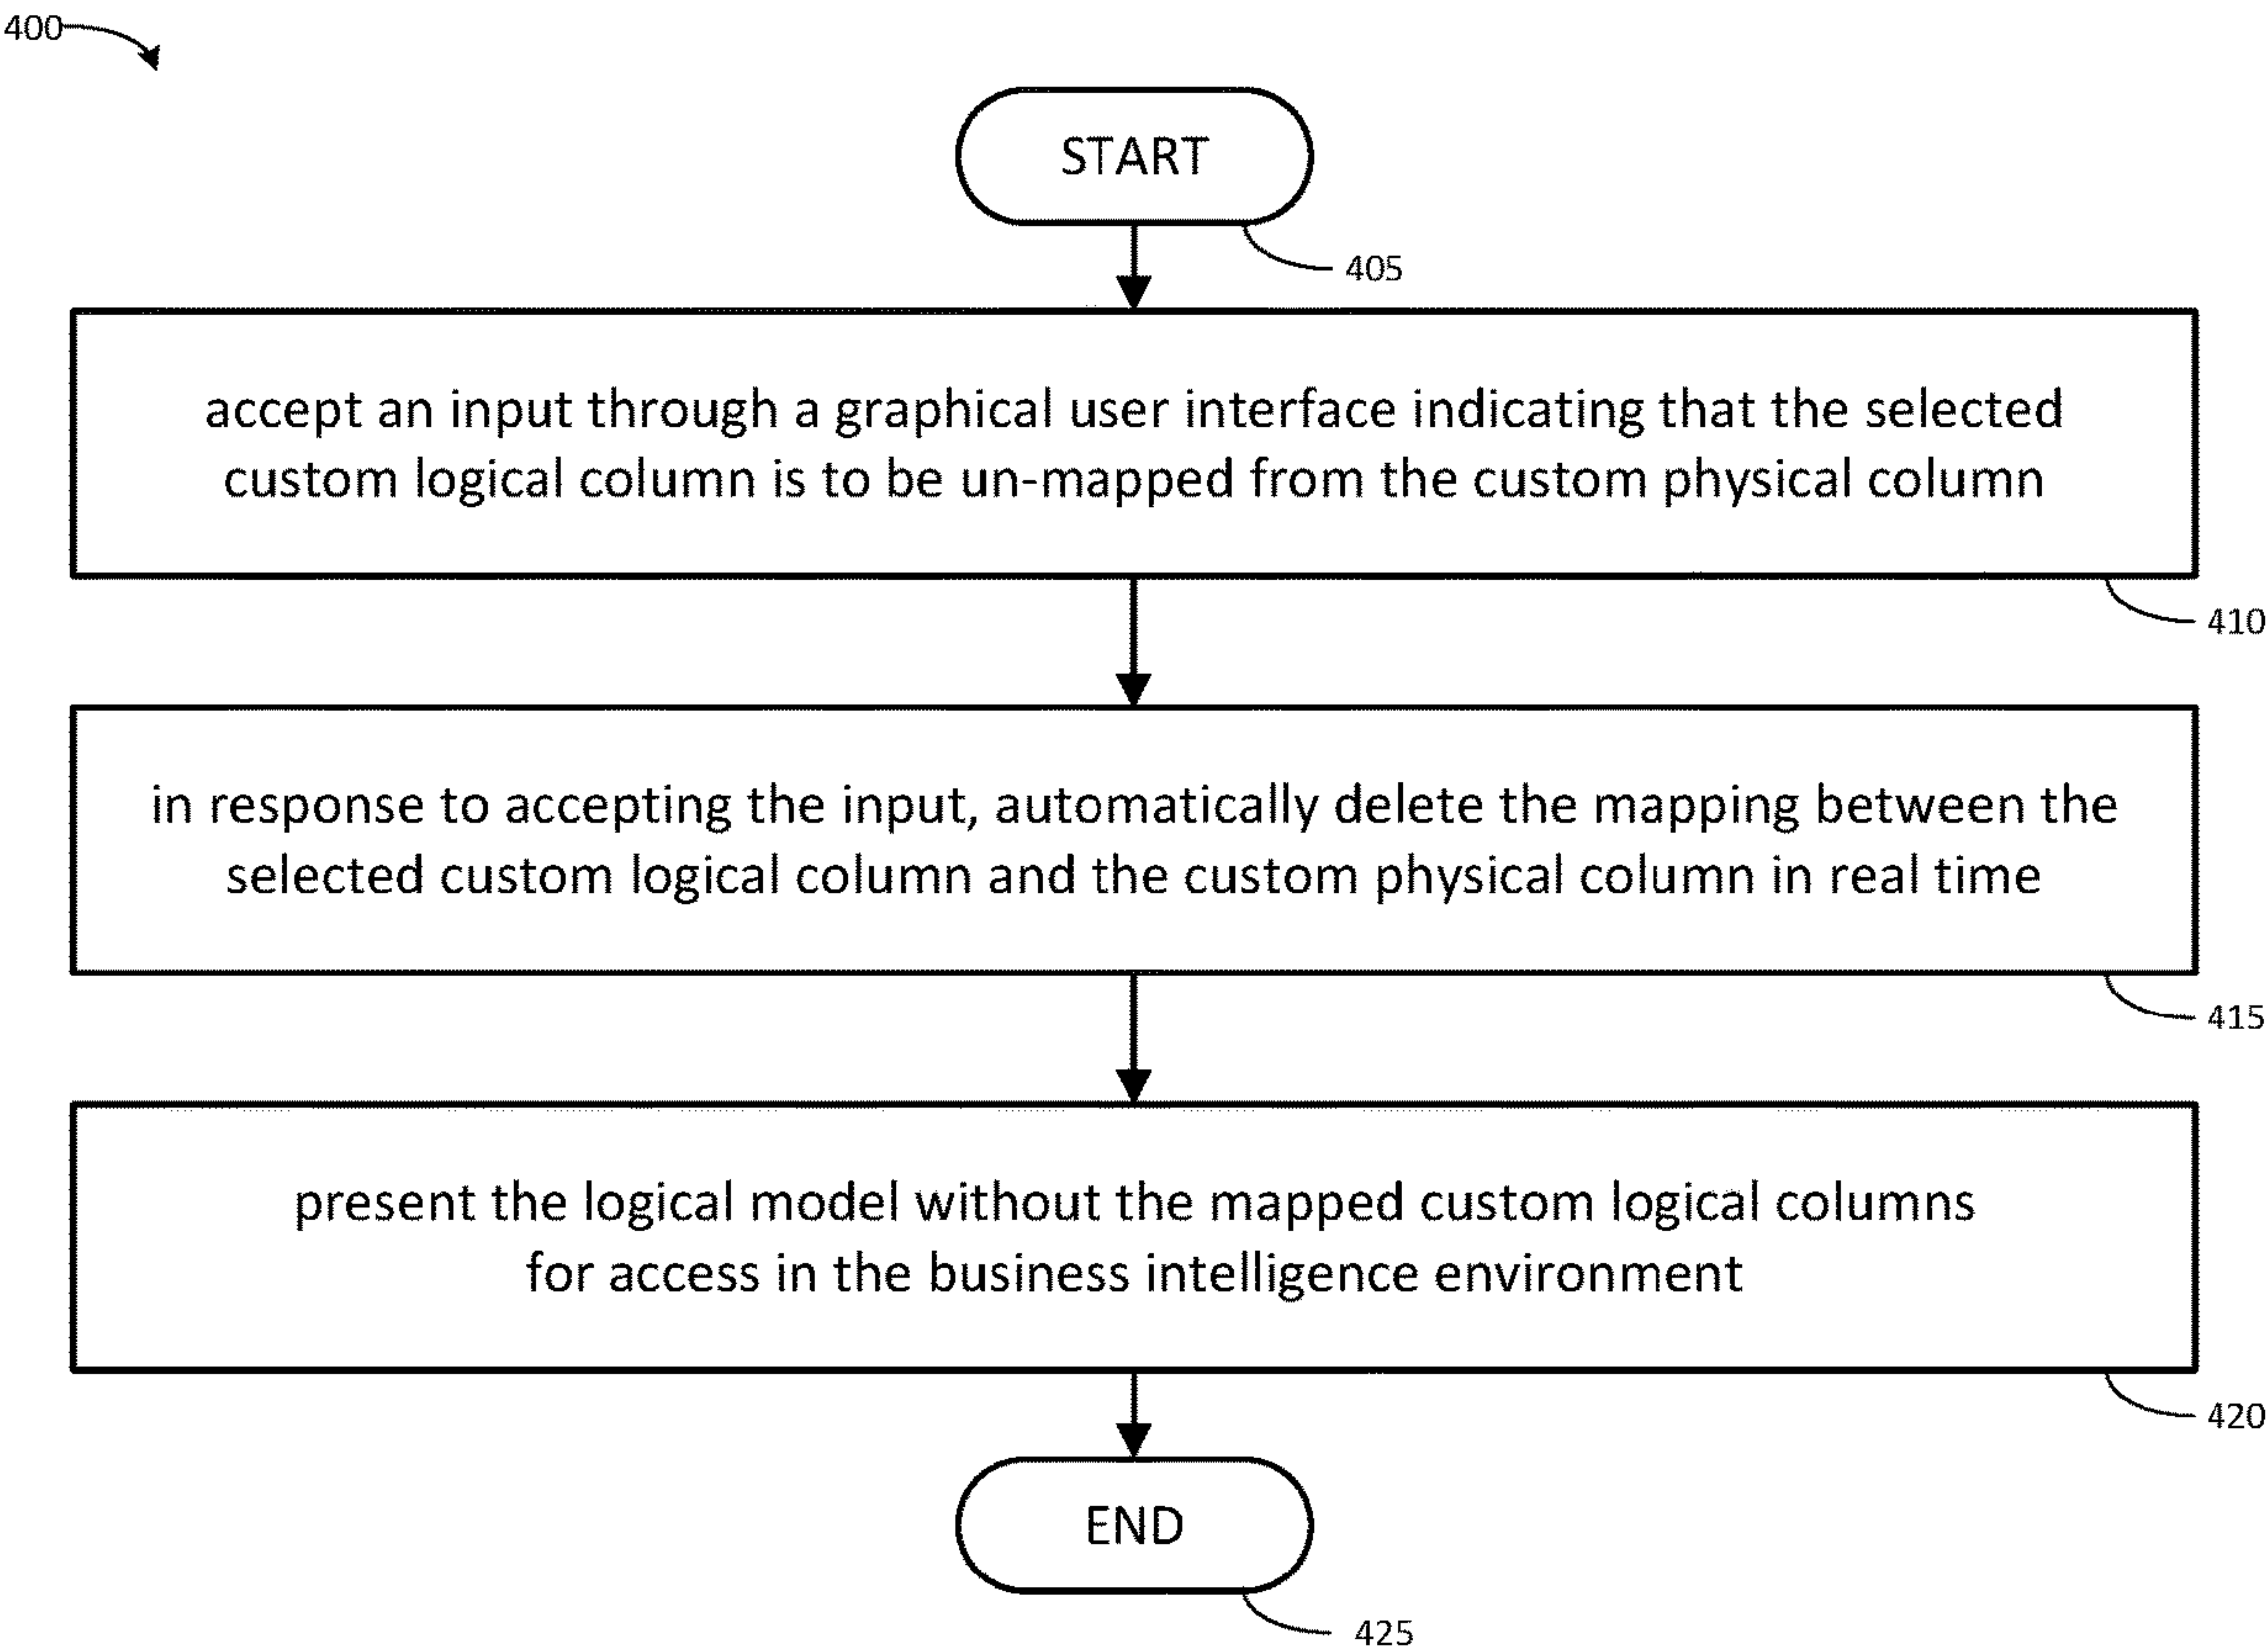 400
START
405
accept an input through a graphical user interface indicating that the selected
custom logical column is to be un-mapped from the custom physical column
410
in response to accepting the input, automatically delete the mapping between the
selected custom logical column and the custom physical column in real time
415
present the logical model without the mapped custom logical columns
for access in the business intelligence environment
420
END
425